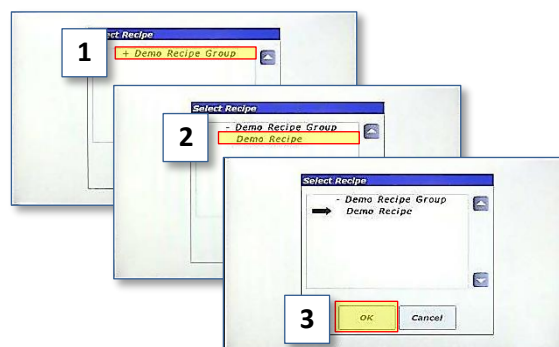 1
ect Recipe
+ Demo Recipe Group
2
Select Recipe
- Demo Recipe Group
Demo Recipe
Select Recipe
- Demo Recipe Group
Demo Recipe
3
OK
Cancel